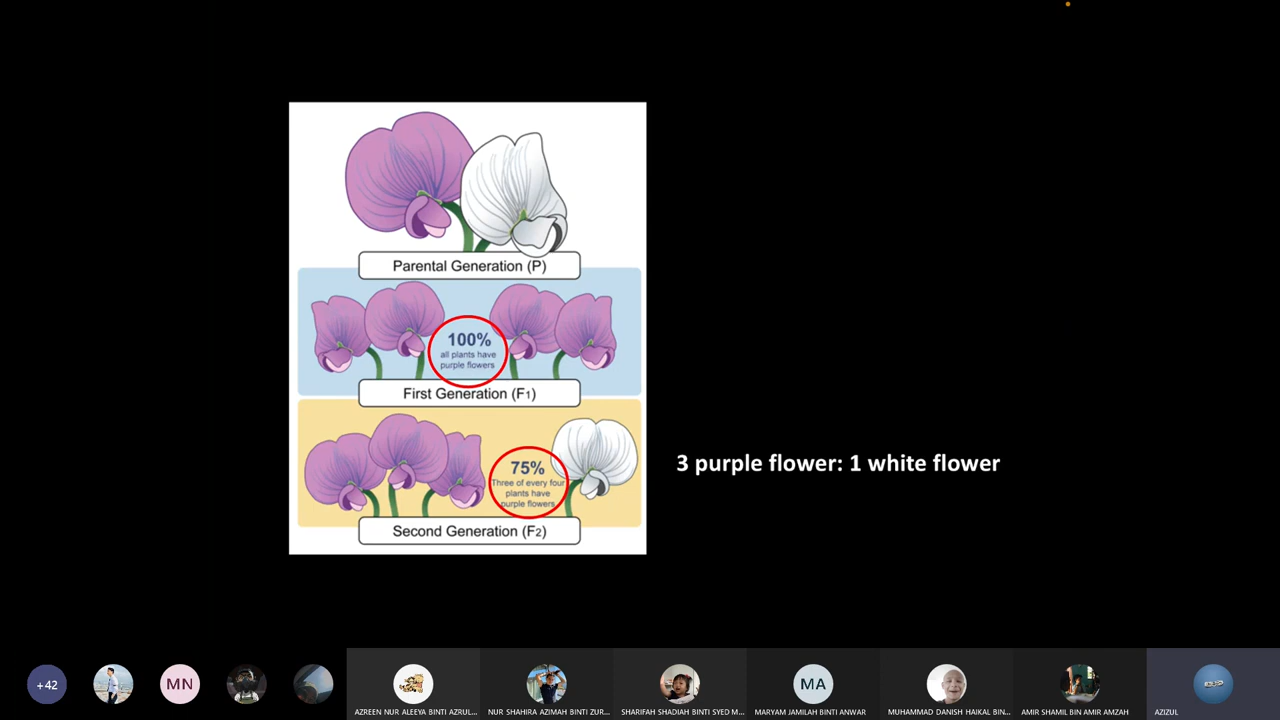 Parental Generation (P)
100%
all plants have
purple flowers
First Generation (F1)
75%
Three of every four
plants have
purple flowers
Second Generation (F2)
3 purple flower: 1 white flower
+42
MN
MA
AZREEN NUR ALEEYA BINTI AZRUL...
NUR SHAHIRA AZIMAH BINTI ZUR...
SHARIFAH SHADIAH BINTI SYED M...
MARYAM JAMILAH BINTI ANWAR
MUHAMMAD DANISH HAIKAL BIN...
AMIR SHAMIL BIN AMIR AMZAH
AZIZUL